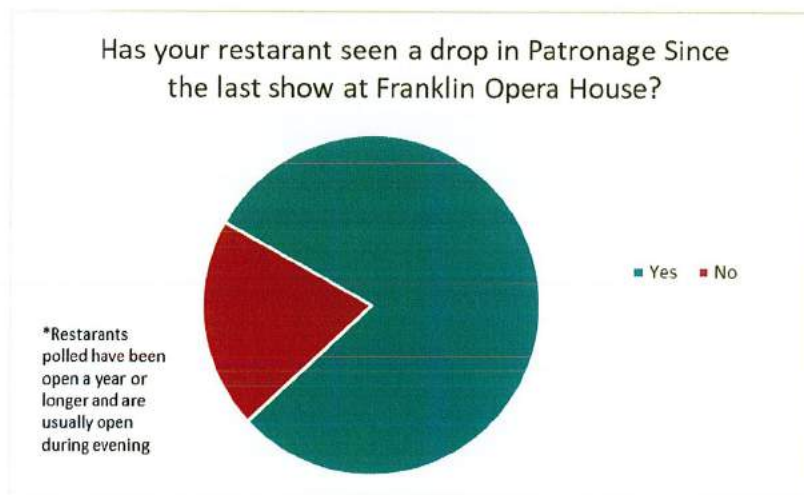 Has your restarant seen a drop in Patronage Since
the last show at Franklin Opera House?
Yes No
*Restarants
polled have been
open a year or
longer and are
usually open
during evening